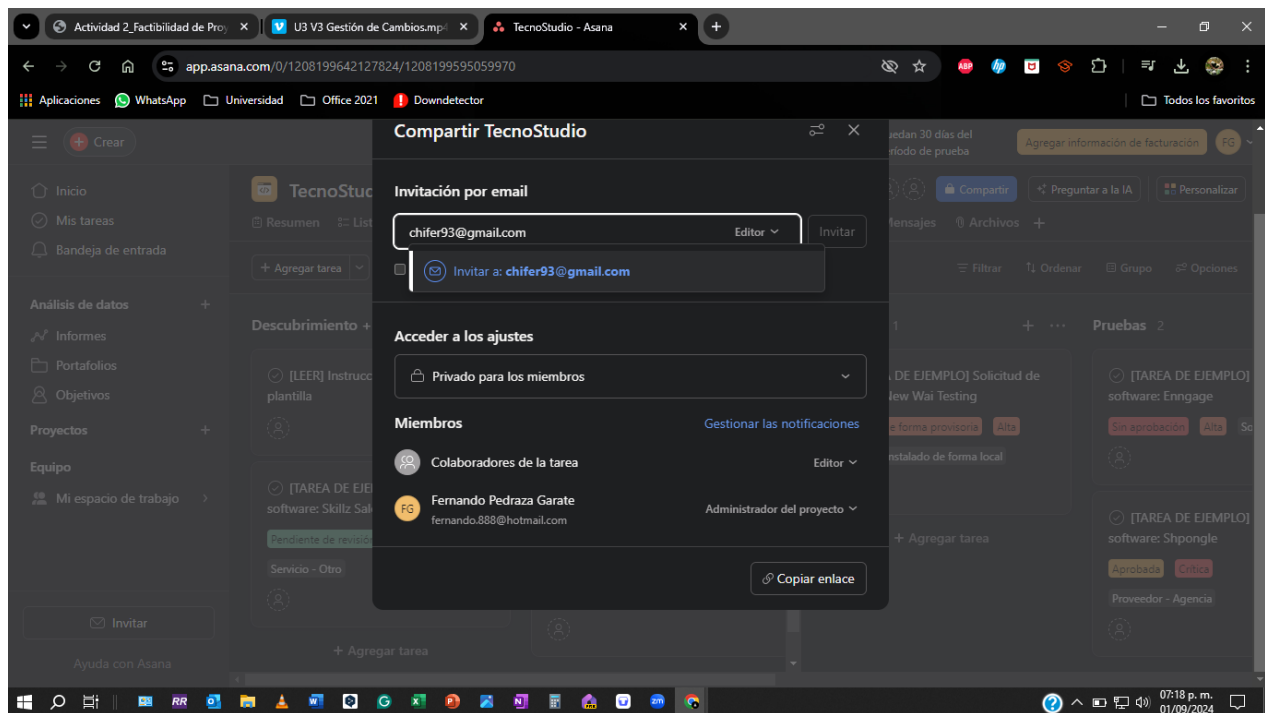 Actividad 2_Factibilidad de Proy
U3 V3 Gestión de Cambios.mp4
TecnoStudio - Asana
app.asana.com/0/1208199642127824/1208199595059970
ABP
Aplicaciones
WhatsApp
Universidad
Office 2021
Downdetector
Todos los favoritos
Crear
Inicio
Mis tareas
Bandeja de entrada
Análisis de datos
Informes
Portafolios
Objetivos
Proyectos
Equipo
Mi espacio de trabajo
Invitar
Ayuda con Asana
TecnoStud
Resumen
List
+ Agregar tarea
Descubrimiento
[LEER] Instrucc
plantilla
[TAREA DE EJE
software: Skillz Sal
Pendiente de revisión
Servicio - Otro
+ Agregar tarea
Compartir TecnoStudio
Invitación por email
chifer93@gmail.com
Editor
Invitar
Invitar a: chifer93@gmail.com
Acceder a los ajustes
Privado para los miembros
Miembros
Gestionar las notificaciones
Colaboradores de la tarea
Editor
FG
Fernando Pedraza Garate
fernando.888@hotmail.com
Administrador del proyecto
Copiar enlace
uedan 30 días del
eríodo de prueba
Agregar información de facturación
FG
Compartir
Preguntar a la IA
Personalizar
Mensajes
Archivos
Filtrar
Ordenar
Grupo
Opciones
1
Pruebas 2
A DE EJEMPLO] Solicitud de
New Wai Testing
e forma provisoria
Alta
nstalado de forma local
+ Agregar tarea
[TAREA DE EJEMPLO]
software: Enngage
Sin aprobación
Alta
So
[TAREA DE EJEMPLO]
software: Shpongle
Aprobada
Crítica
Proveedor - Agencia
RR
zm
07:18 p. m.
01/09/2024